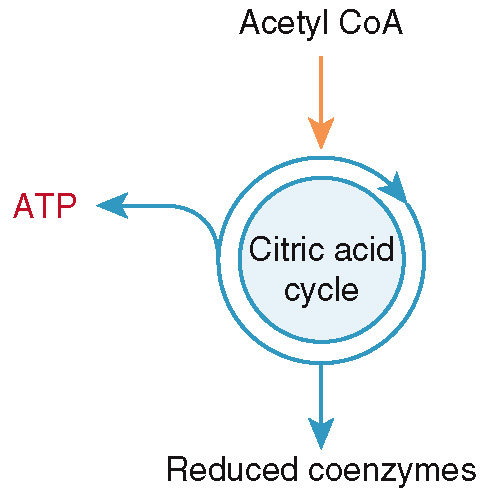 Acetyl CoA
ATP
Citric acid
cycle
Reduced coenzymes